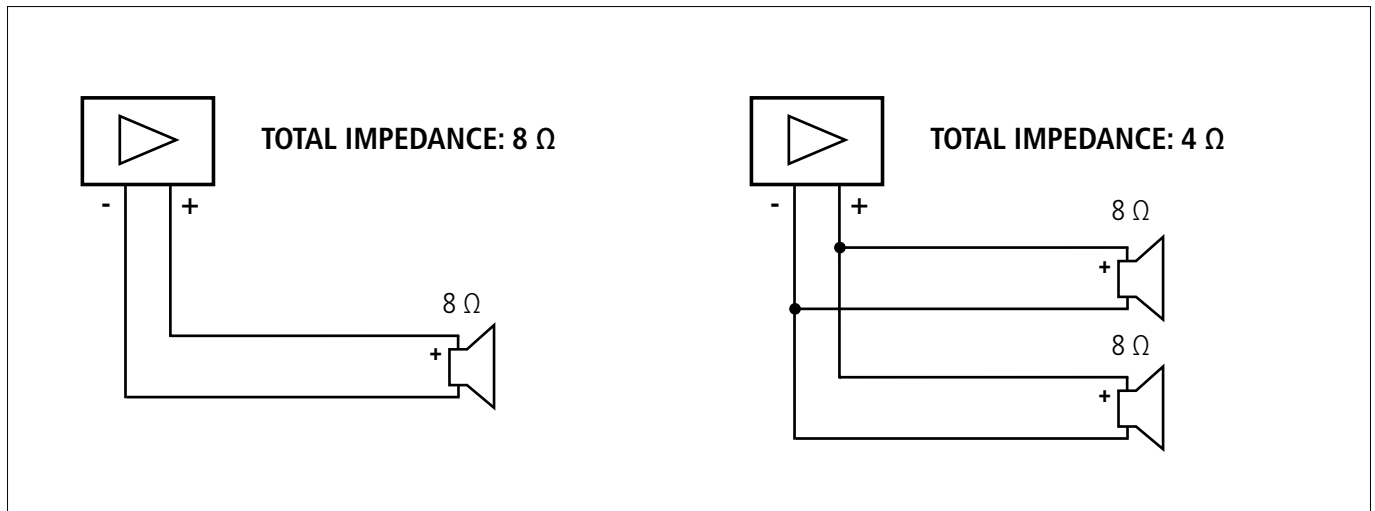 TOTAL IMPEDANCE: 8 Ω
- +
8 Ω
+
TOTAL IMPEDANCE: 4 Ω
- +
8 Ω
+
8 Ω
+